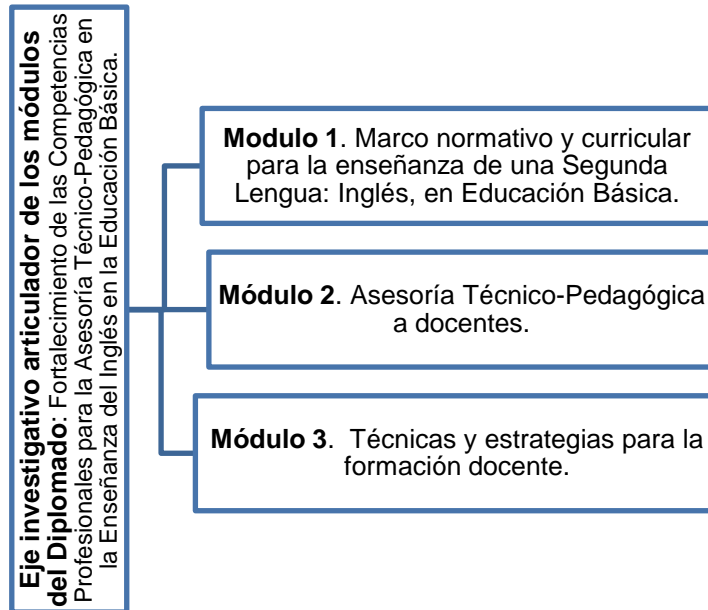 Eje investigativo articulador de los módulos
del Diplomado: Fortalecimiento de las Competencias
Profesionales para la Asesoría Técnico-Pedagógica en
la Enseñanza del Inglés en la Educación Básica.
Modulo 1. Marco normativo y curricular
para la enseñanza de una Segunda
Lengua: Inglés, en Educación Básica.
Módulo 2. Asesoría Técnico-Pedagógica
a docentes.
Módulo 3.  Técnicas y estrategias para la
formación docente.